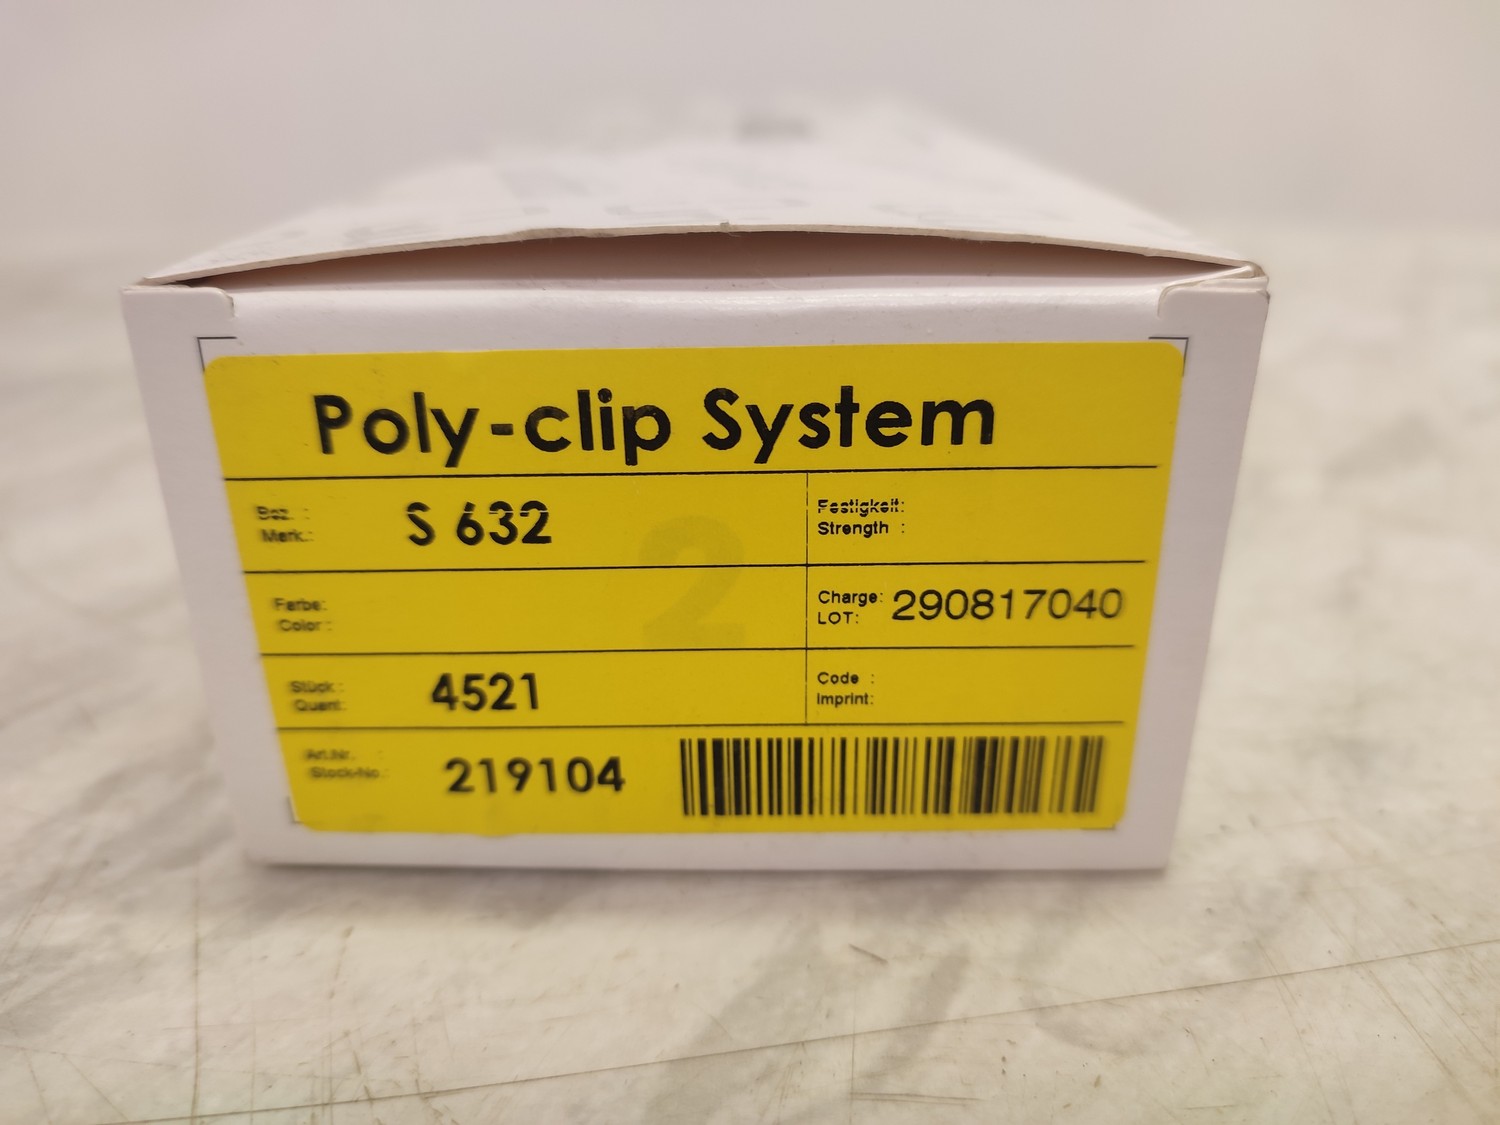 Poly-clip System
Bez. :
Merk.:
S 632
Festigkeit:
Strength :
2
Farbe:
Color :
Charge:
LOT:
290817040
Stück :
Quant:
4521
Code :
Imprint:
Art.Nr. :
Stock-No.:
219104